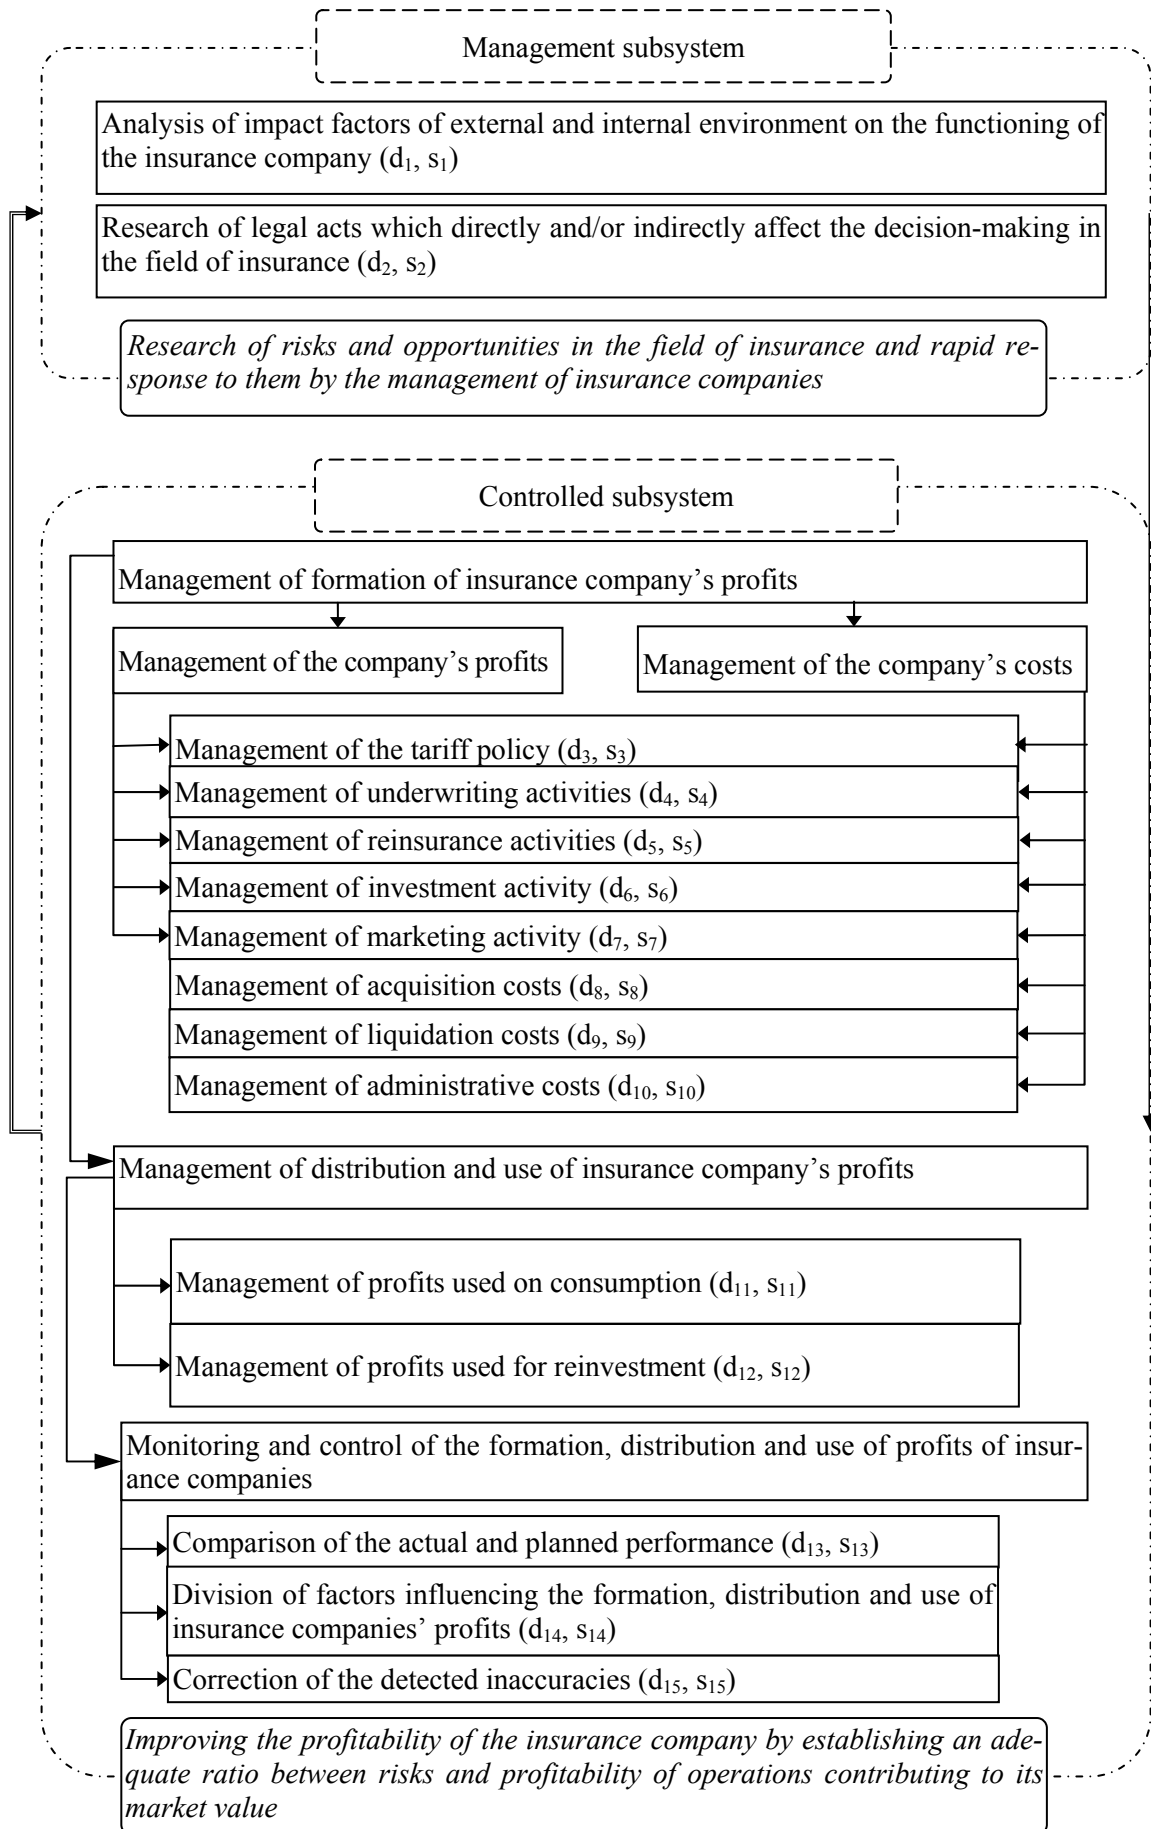 Management subsystem
Analysis of impact factors of external and internal environment on the functioning of
the insurance company (d₁, s₁)
Research of legal acts which directly and/or indirectly affect the decision-making in
the field of insurance (d₂, s₂)
Research of risks and opportunities in the field of insurance and rapid re-
sponse to them by the management of insurance companies
Controlled subsystem
Management of formation of insurance company’s profits
Management of the company’s profits
Management of the company’s costs
Management of the tariff policy (d₃, s₃)
Management of underwriting activities (d₄, s₄)
Management of reinsurance activities (d₅, s₅)
Management of investment activity (d₆, s₆)
Management of marketing activity (d₇, s₇)
Management of acquisition costs (d₈, s₈)
Management of liquidation costs (d₉, s₉)
Management of administrative costs (d₁₀, s₁₀)
Management of distribution and use of insurance company’s profits
Management of profits used on consumption (d₁₁, s₁₁)
Management of profits used for reinvestment (d₁₂, s₁₂)
Monitoring and control of the formation, distribution and use of profits of insur-
ance companies
Comparison of the actual and planned performance (d₁₃, s₁₃)
Division of factors influencing the formation, distribution and use of
insurance companies’ profits (d₁₄, s₁₄)
Correction of the detected inaccuracies (d₁₅, s₁₅)
Improving the profitability of the insurance company by establishing an ade-
quate ratio between risks and profitability of operations contributing to its
market value